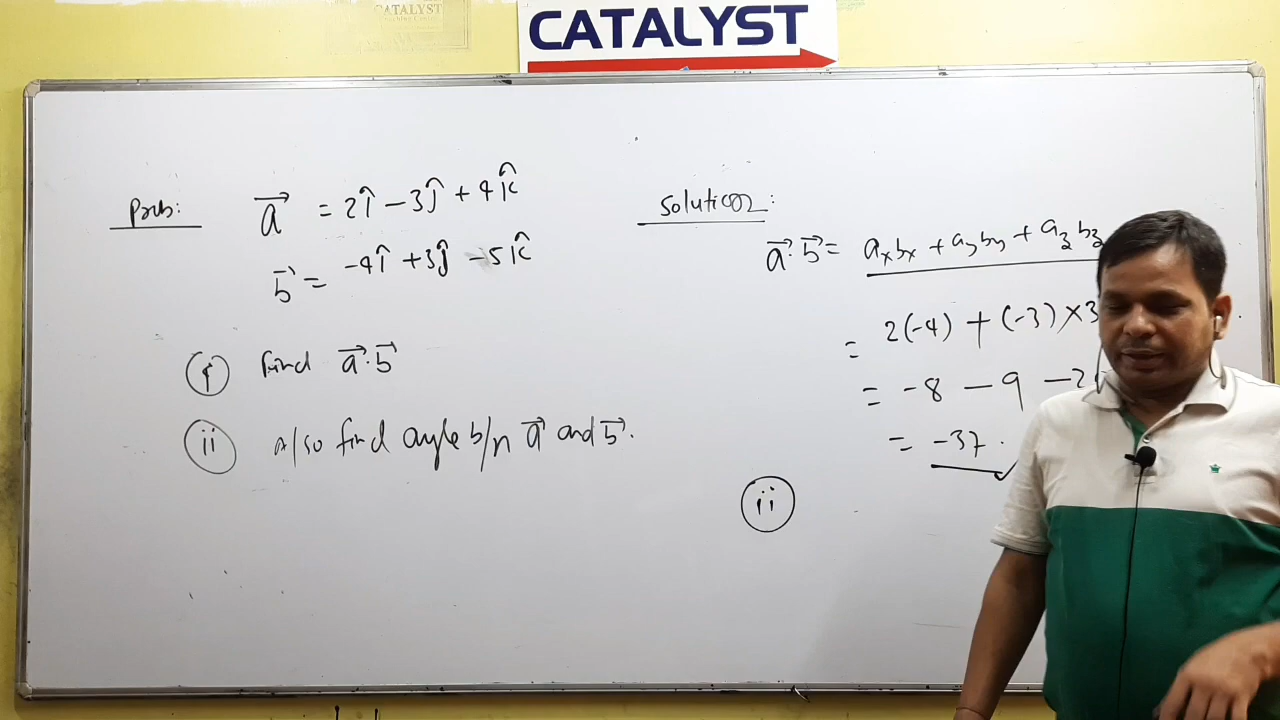 CATALYST
CATALYST
Prob: a⃗ = 2î − 3ĵ + 4k̂
b⃗ = −4î + 3ĵ − 5k̂
(i) Find a⃗·b⃗
(ii) Also find angle b/n a⃗ and b⃗.
Solution:
a⃗·b⃗ = axbx + ayby + azbz
= 2(-4) + (-3)×3
= -8 - 9 - 2
= -37.
(ii)